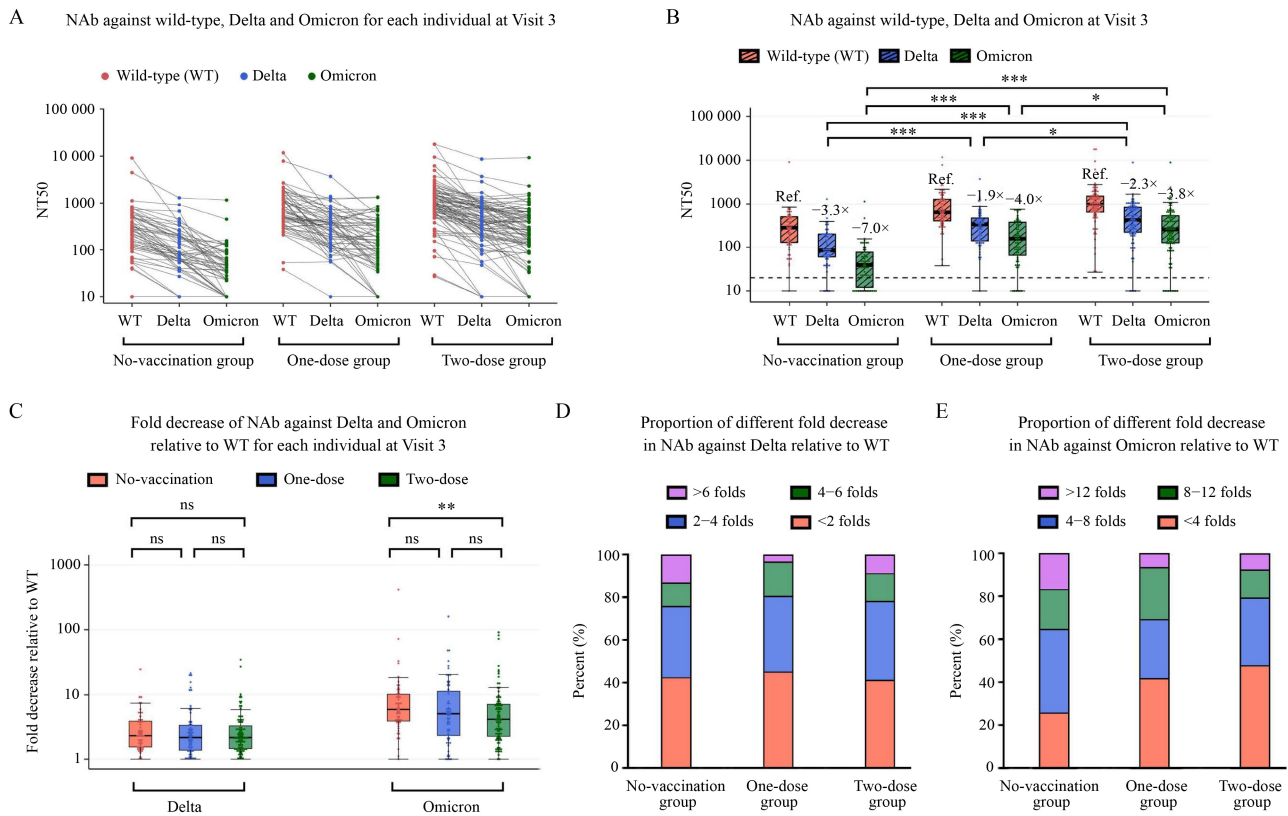 A
NAb against wild-type, Delta and Omicron for each individual at Visit 3
Wild-type (WT) Delta Omicron
NT50
100 000
10 000
1000
100
10
WT Delta Omicron WT Delta Omicron WT Delta Omicron
No-vaccination group One-dose group Two-dose group
B
NAb against wild-type, Delta and Omicron at Visit 3
Wild-type (WT) Delta Omicron
***
*** *
***
*** *
NT50
100 000
10 000
1000
100
10
Ref. −3.3× −7.0× Ref. −1.9× −4.0× Ref. −2.3× −3.8×
WT Delta Omicron WT Delta Omicron WT Delta Omicron
No-vaccination group One-dose group Two-dose group
C
Fold decrease of NAb against Delta and Omicron
relative to WT for each individual at Visit 3
No-vaccination One-dose Two-dose
ns **
ns ns ns ns
Fold decrease relative to WT
1000
100
10
1
Delta Omicron
D
Proportion of different fold decrease
in NAb against Delta relative to WT
>6 folds 4−6 folds
2−4 folds <2 folds
Percent (%)
100
80
60
40
20
0
No-vaccination One-dose Two-dose
group group group
E
Proportion of different fold decrease
in NAb against Omicron relative to WT
>12 folds 8−12 folds
4−8 folds <4 folds
Percent (%)
100
80
60
40
20
0
No-vaccination One-dose Two-dose
group group group